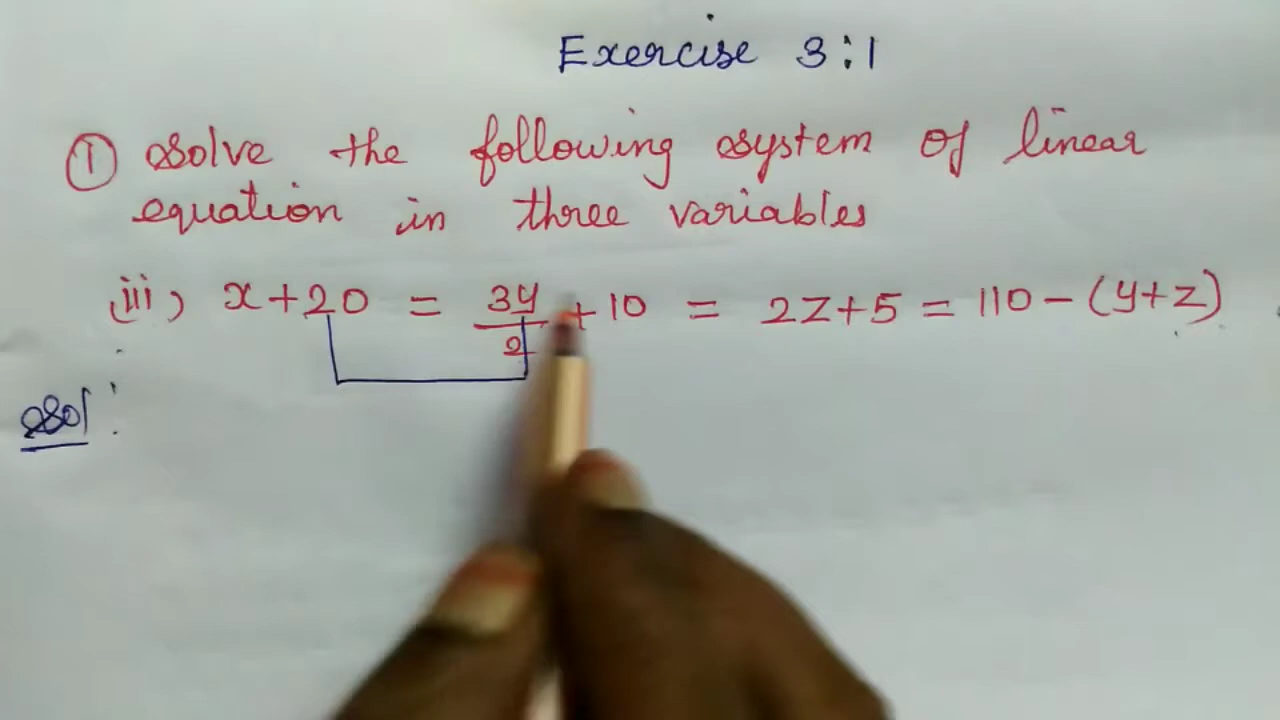 Exercise 3:1
① Solve the following system of linear
equation in three variables
(iii) x+20 = 3y/2 +10 = 2z+5 = 110-(y+z)
Sol: